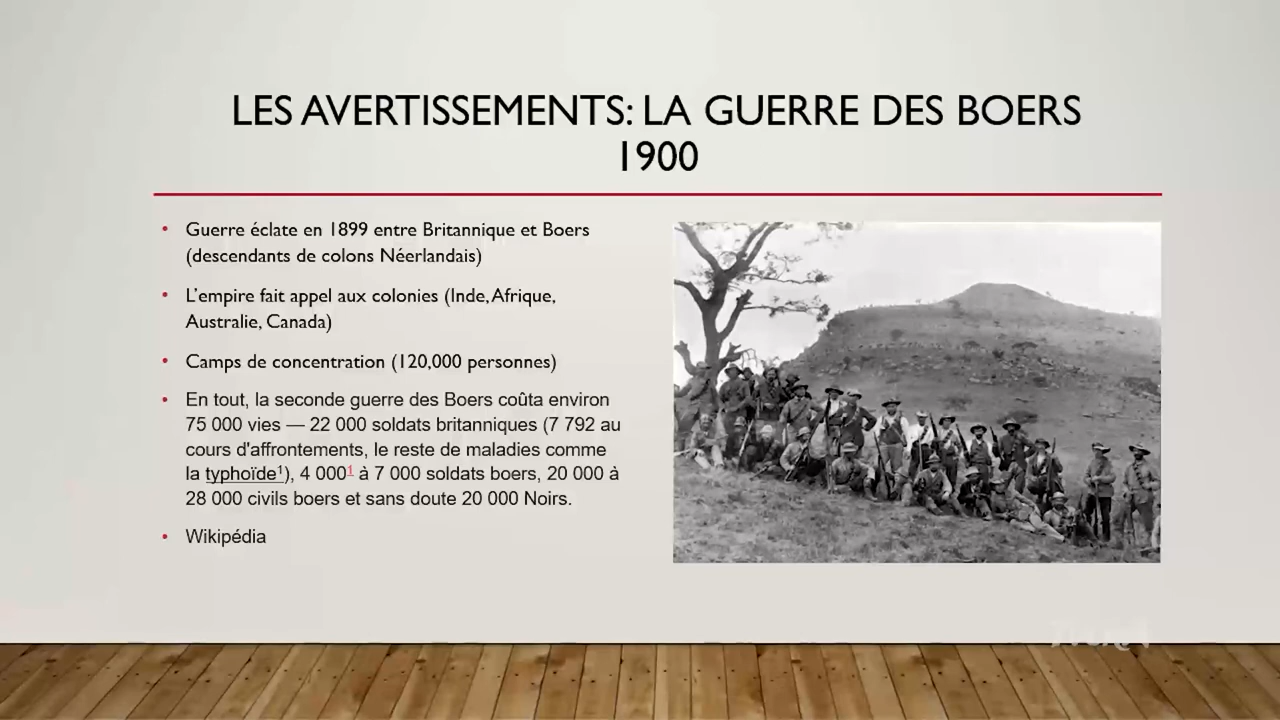 LES AVERTISSEMENTS: LA GUERRE DES BOERS
1900
• Guerre éclate en 1899 entre Britannique et Boers
(descendants de colons Néerlandais)
• L'empire fait appel aux colonies (Inde, Afrique,
Australie, Canada)
• Camps de concentration (120,000 personnes)
• En tout, la seconde guerre des Boers coûta environ
75 000 vies — 22 000 soldats britanniques (7 792 au
cours d'affrontements, le reste de maladies comme
la typhoïde¹), 4 000¹ à 7 000 soldats boers, 20 000 à
28 000 civils boers et sans doute 20 000 Noirs.
• Wikipédia